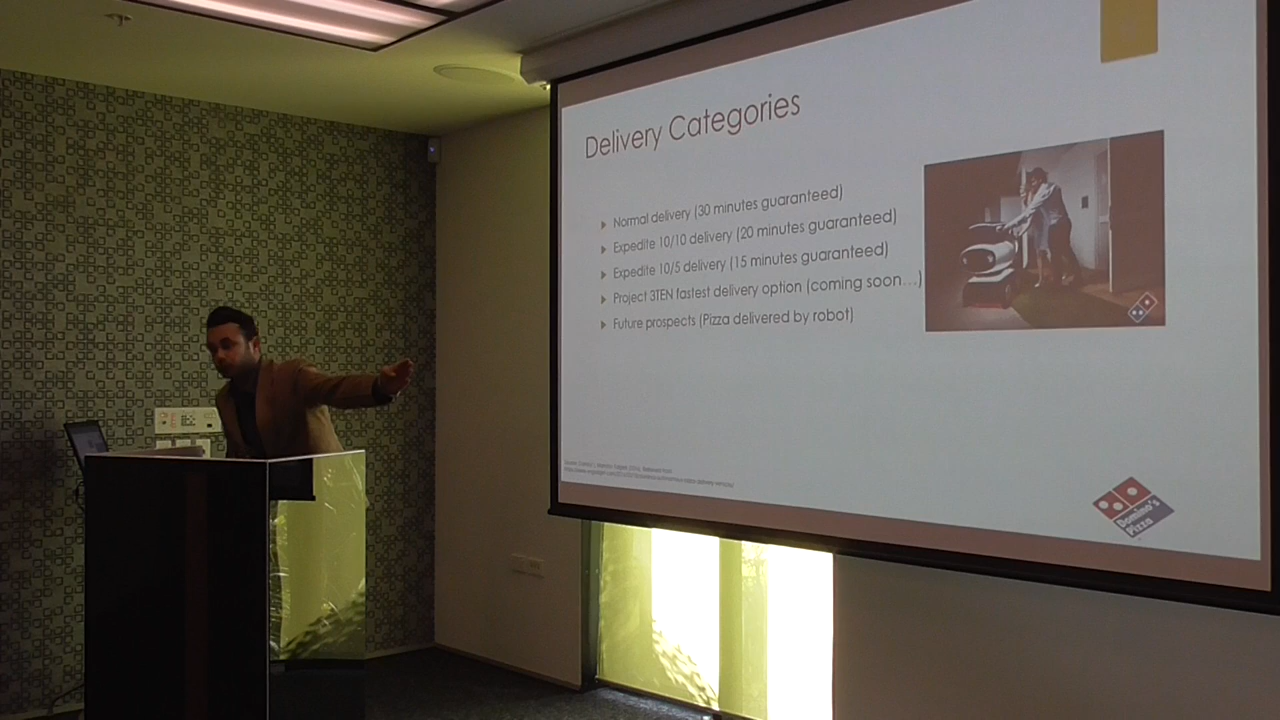 Delivery Categories
Normal delivery (30 minutes guaranteed)
Expedite 10/10 delivery (20 minutes guaranteed)
Expedite 10/5 delivery (15 minutes guaranteed)
Project 3TEN fastest delivery option (coming soon...)
Future prospects (Pizza delivered by robot)
Domino's
Pizza